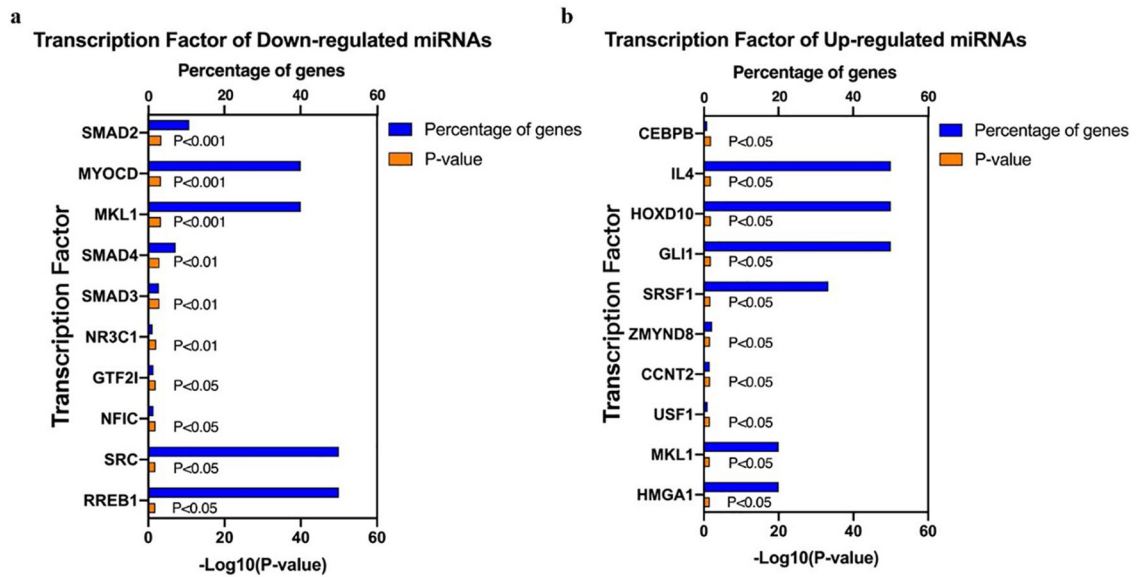 a
Transcription Factor of Down-regulated miRNAs
Percentage of genes
0 20 40 60
Transcription Factor
SMAD2 P<0.001
MYOCD P<0.001
MKL1 P<0.001
SMAD4 P<0.01
SMAD3 P<0.01
NR3C1 P<0.01
GTF2I P<0.05
NFIC P<0.05
SRC P<0.05
RREB1 P<0.05
0 20 40 60
-Log10(P-value)
Percentage of genes
P-value
b
Transcription Factor of Up-regulated miRNAs
Percentage of genes
0 20 40 60
Transcription Factor
CEBPB P<0.05
IL4 P<0.05
HOXD10 P<0.05
GLI1 P<0.05
SRSF1 P<0.05
ZMYND8 P<0.05
CCNT2 P<0.05
USF1 P<0.05
MKL1 P<0.05
HMGA1 P<0.05
0 20 40 60
-Log10(P-value)
Percentage of genes
P-value